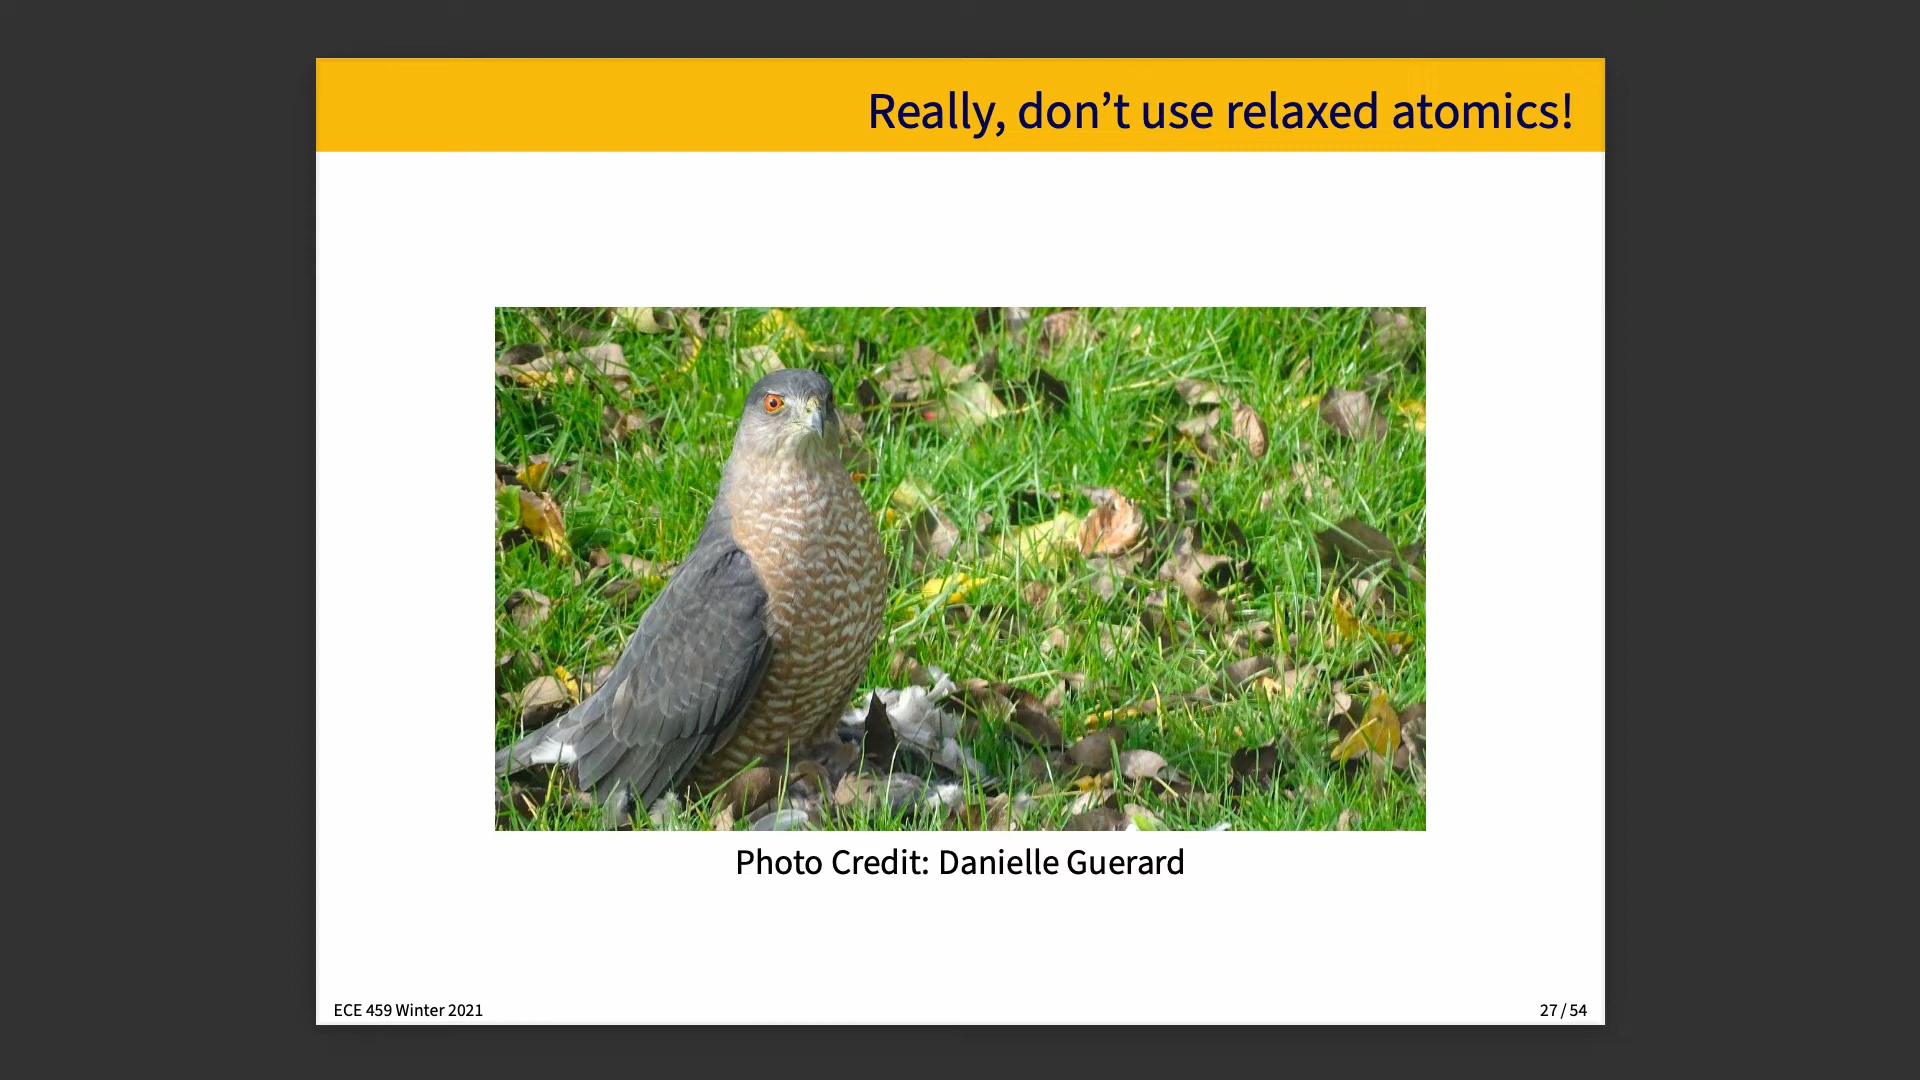 Really, don’t use relaxed atomics!
Photo Credit: Danielle Guerard
ECE 459 Winter 2021
27 / 54